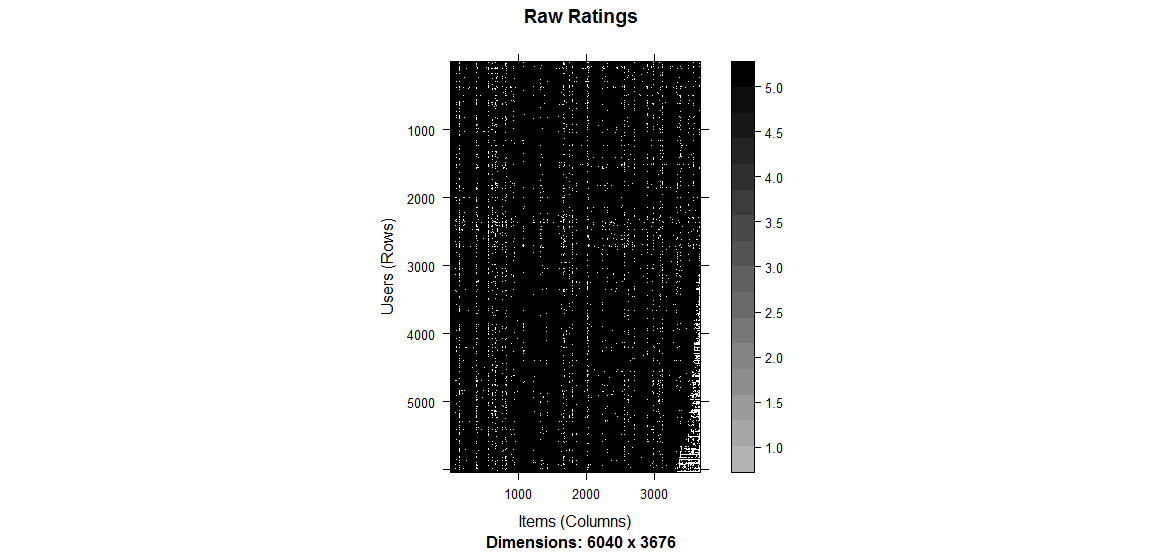 Raw Ratings
Users (Rows)
1000
2000
3000
4000
5000
5.0
4.5
4.0
3.5
3.0
2.5
2.0
1.5
1.0
1000 2000 3000
Items (Columns)
Dimensions: 6040 x 3676